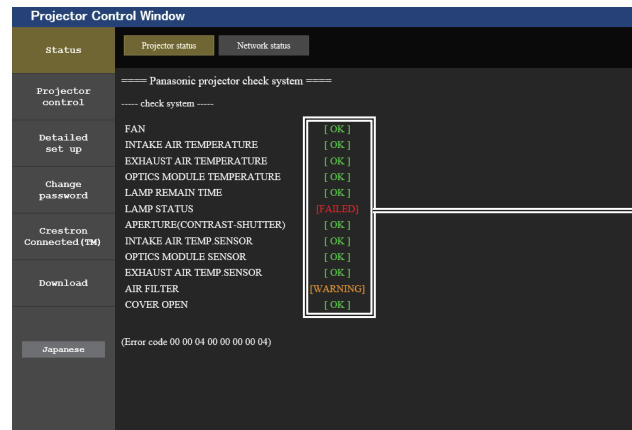 Projector Control Window
Status
Projector status
Network status
Projector
control
Detailed
set up
Change
password
Crestron
Connected(TM)
Download
Japanese
==== Panasonic projector check system ====
----- check system -----
FAN [ OK ]
INTAKE AIR TEMPERATURE [ OK ]
EXHAUST AIR TEMPERATURE [ OK ]
OPTICS MODULE TEMPERATURE [ OK ]
LAMP REMAIN TIME [ OK ]
LAMP STATUS [FAILED]
APERTURE(CONTRAST-SHUTTER) [ OK ]
INTAKE AIR TEMP.SENSOR [ OK ]
OPTICS MODULE SENSOR [ OK ]
EXHAUST AIR TEMP.SENSOR [ OK ]
AIR FILTER [WARNING]
COVER OPEN [ OK ]
(Error code 00 00 04 00 00 00 00 04)